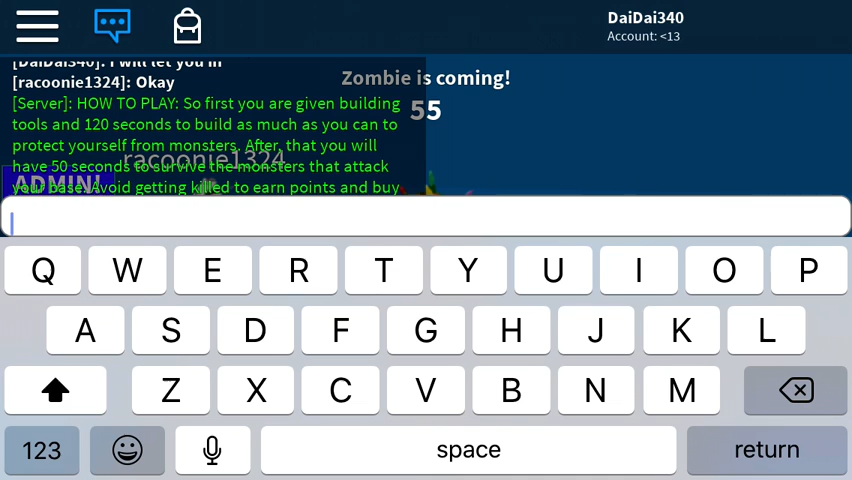 DaiDai340
Account: <13
[DaiDai340]: I will let you in
[racoonie1324]: Okay
Zombie is coming!
55
[Server]: HOW TO PLAY: So first you are given building
tools and 120 seconds to build as much as you can to
protect yourself from monsters. After, that you will
have 50 seconds to survive the monsters that attack
your base. Avoid getting killed to earn points and buy
racoonie1324
ADMIN!
Q W E R T Y U I O P
A S D F G H J K L
Z X C V B N M
123 space return